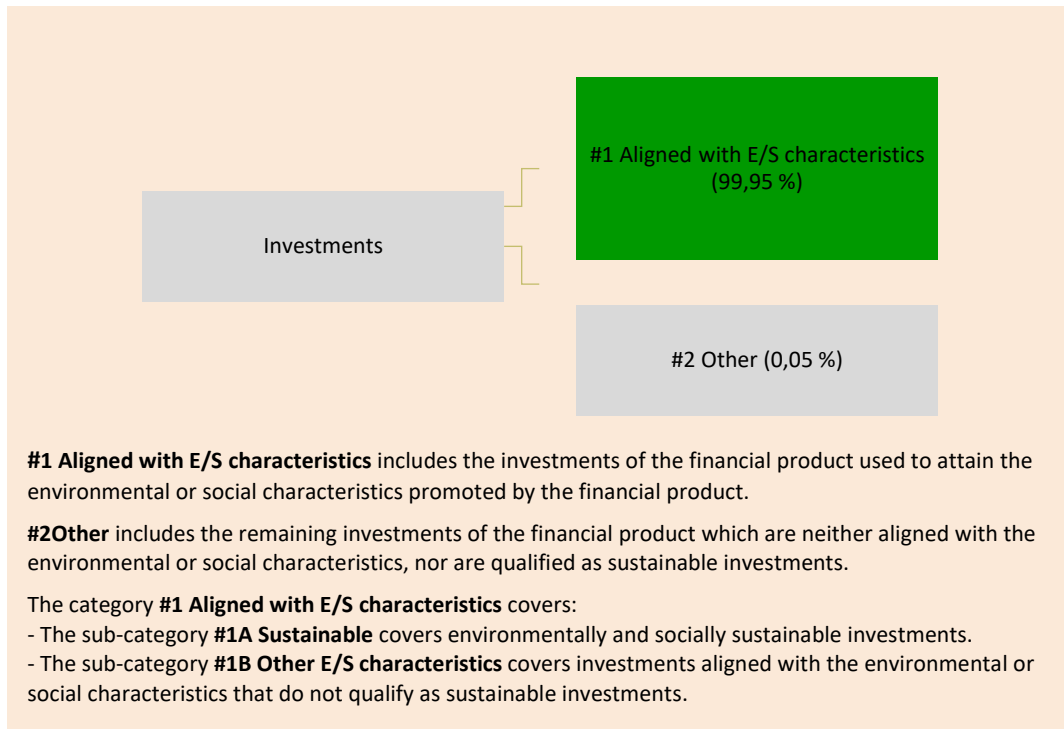 #1 Aligned with E/S characteristics
(99,95 %)
Investments
#2 Other (0,05 %)
#1 Aligned with E/S characteristics includes the investments of the financial product used to attain the
environmental or social characteristics promoted by the financial product.
#2Other includes the remaining investments of the financial product which are neither aligned with the
environmental or social characteristics, nor are qualified as sustainable investments.
The category #1 Aligned with E/S characteristics covers:
- The sub-category #1A Sustainable covers environmentally and socially sustainable investments.
- The sub-category #1B Other E/S characteristics covers investments aligned with the environmental or
social characteristics that do not qualify as sustainable investments.